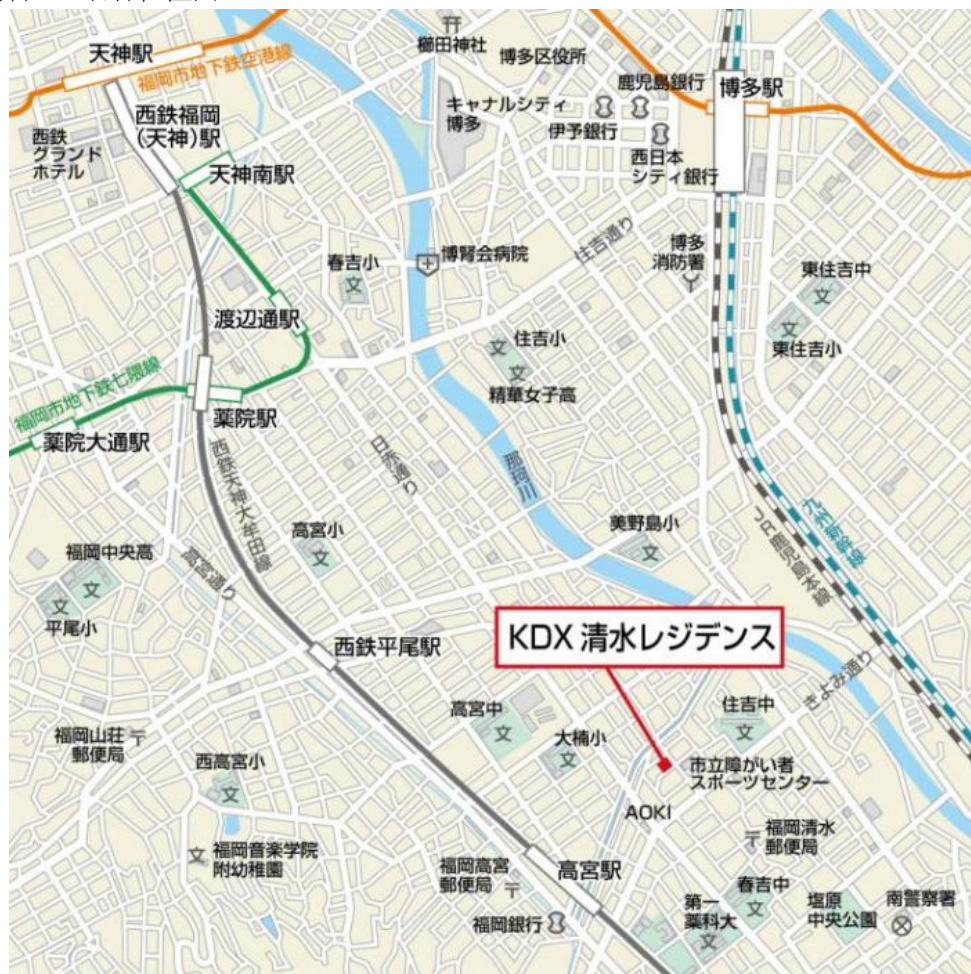 天神駅
福岡市地下鉄空港線
西鉄福岡
(天神)駅
西鉄
グランド
ホテル
天神南駅
櫛田神社
博多区役所
キャナルシティ
博多
鹿児島銀行
伊予銀行
博多駅
西日本
シティ銀行
住吉通り
博多
消防署
春吉小
博腎会病院
東住吉中
東住吉小
渡辺通駅
住吉小
精華女子高
福岡市地下鉄七隈線
薬院大通駅
薬院駅
西鉄天神大牟田線
日赤通り
那珂川
九州新幹線
JR鹿児島本線
高宮小
美野島小
福岡中央高
平尾小
高宮通り
西鉄平尾駅
KDX 清水レジデンス
きよみ通り
高宮中
大楠小
住吉中
市立障がい者
スポーツセンター
福岡山荘
郵便局
西高宮小
AOKI
福岡清水
郵便局
福岡音楽学院
附幼稚園
福岡高宮
郵便局
高宮駅
福岡銀行
第一
薬科大
春吉中
塩原
中央公園
南警察署